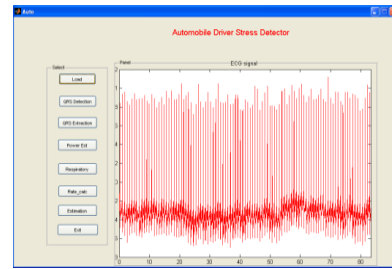 Auto
Automobile Driver Stress Detector
Select
Load
QRS Detection
QRS Extraction
Power Est
Respiratory
Rate_calc
Estimation
Exit
Panel
ECG signal
0 10 20 30 40 50 60 70 80